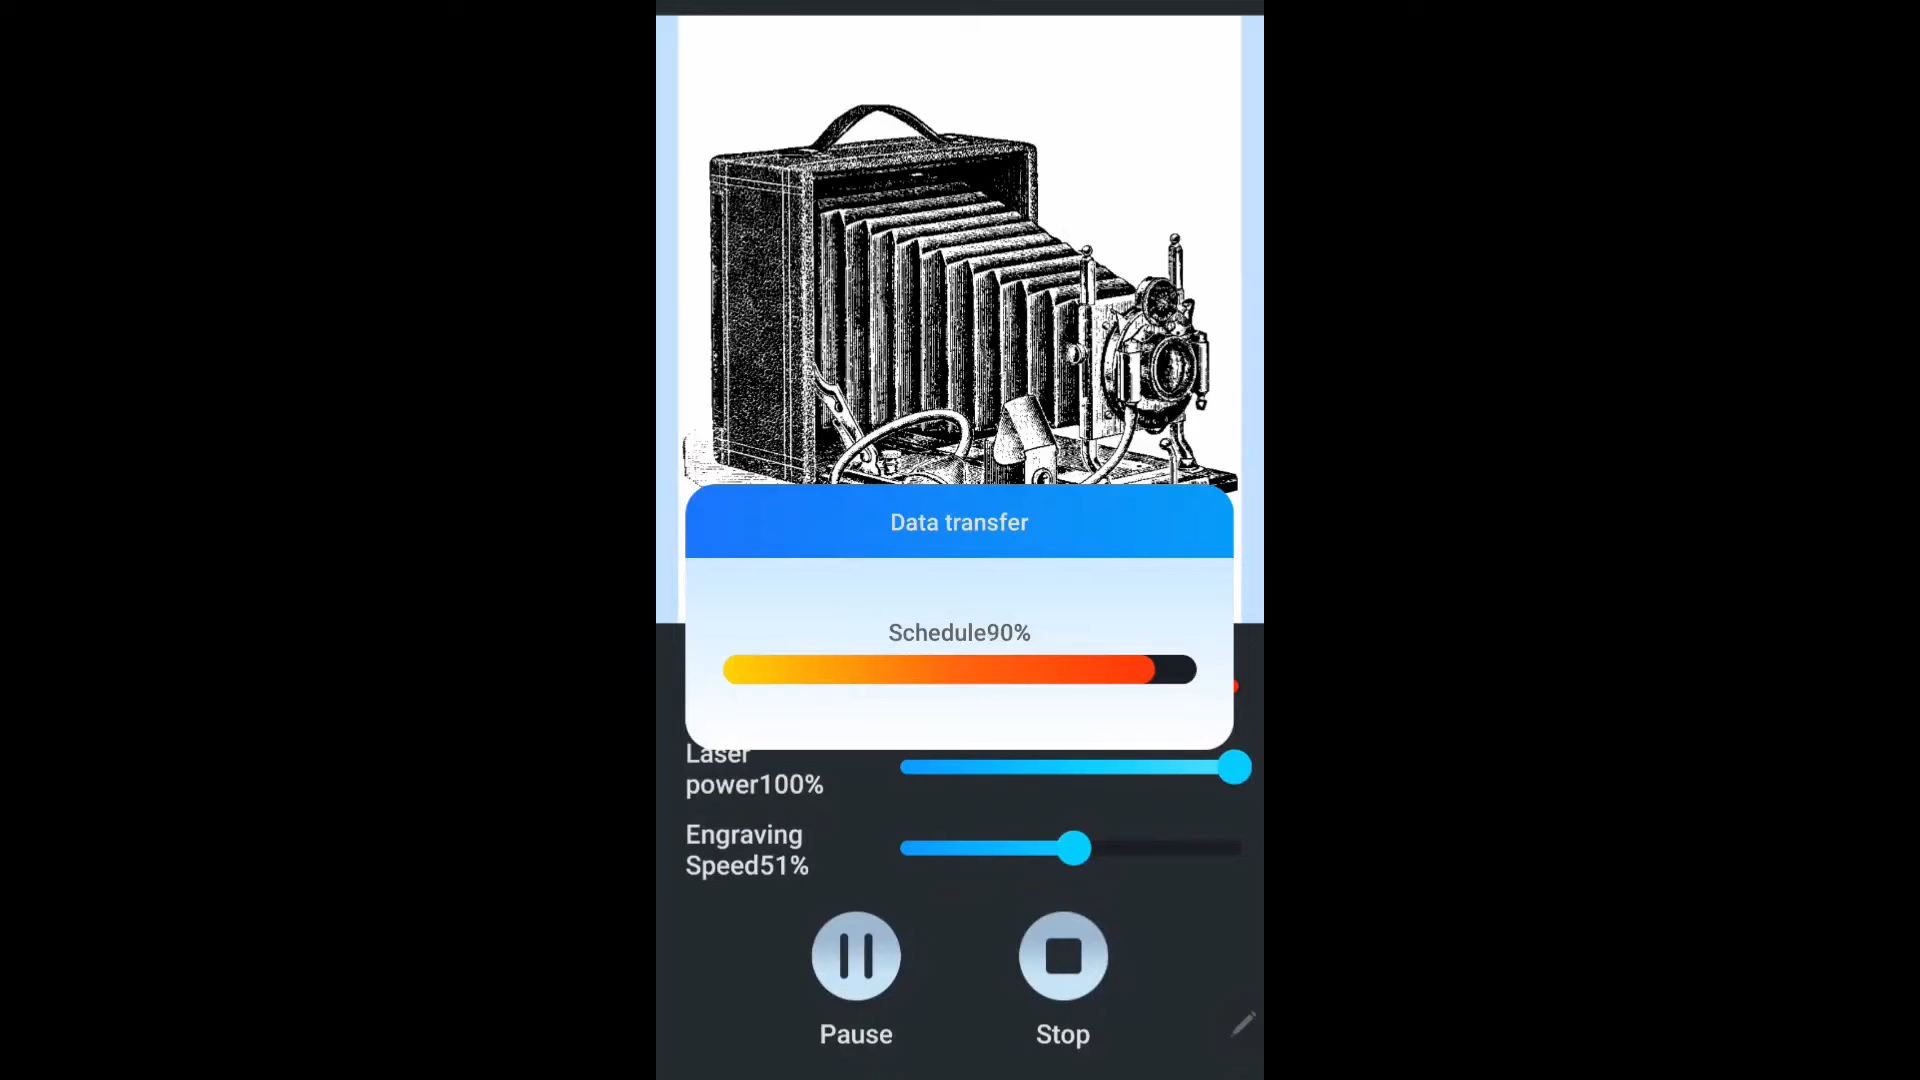 Data transfer
Schedule90%
Laser
power100%
Engraving
Speed51%
Pause
Stop